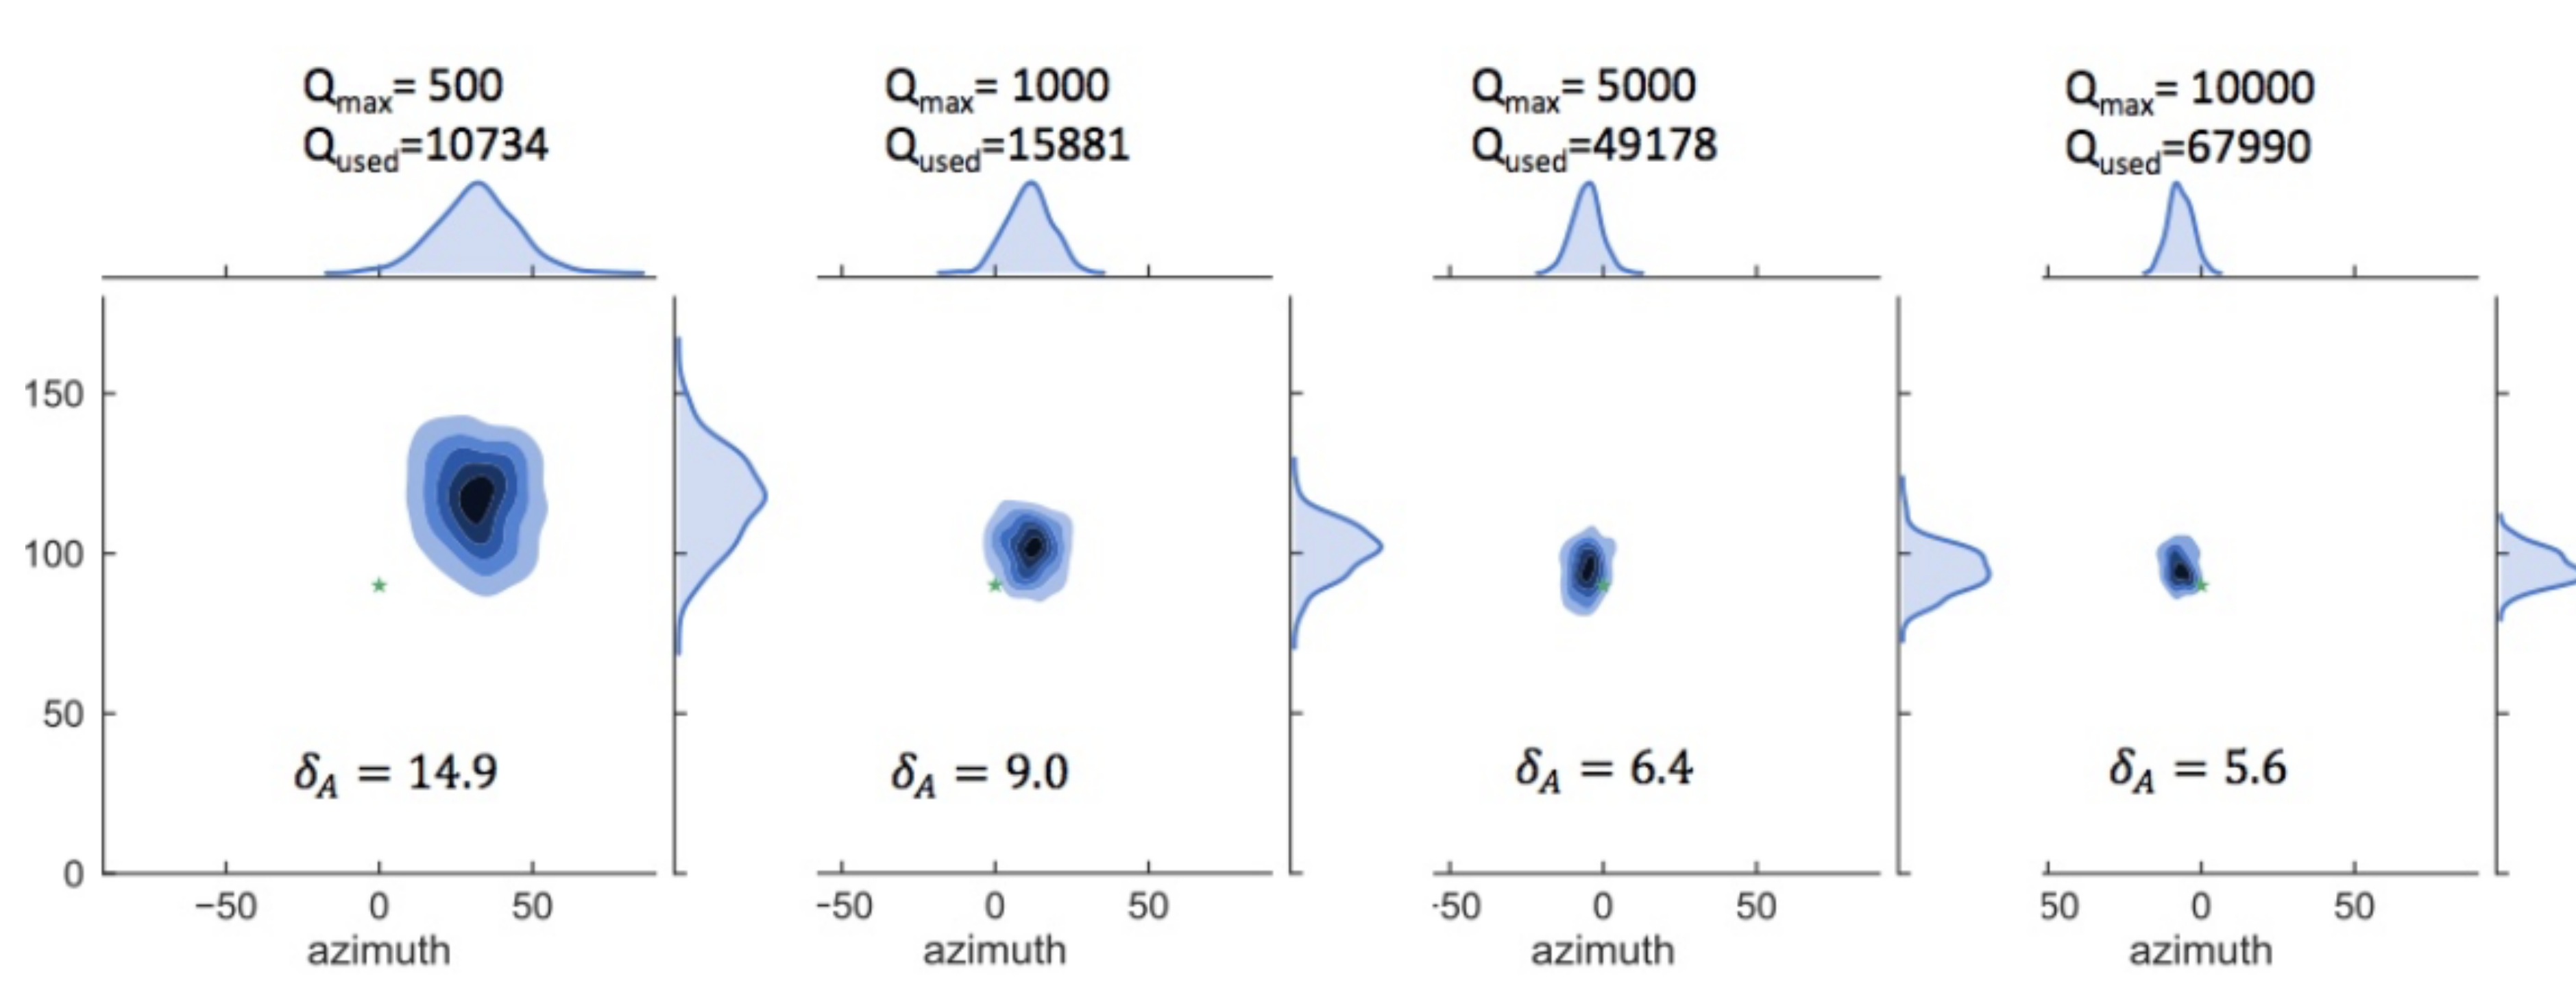 Qmax= 500
Qused=10734
Qmax= 1000
Qused=15881
Qmax= 5000
Qused=49178
Qmax= 10000
Qused=67990
150
100
50
0
δA = 14.9
δA = 9.0
δA = 6.4
δA = 5.6
−50 0 50
-50 0 50
-50 0 50
50 0 50
azimuth
azimuth
azimuth
azimuth